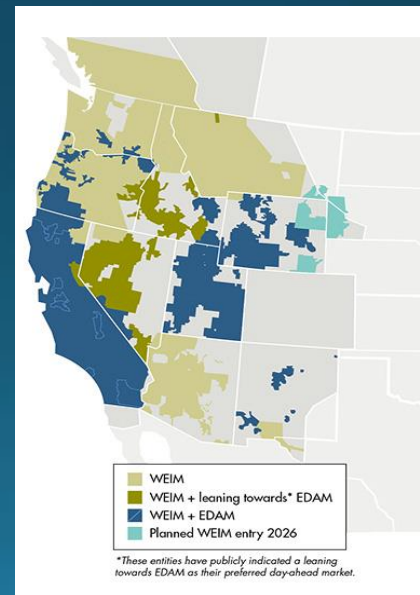 WEIM
WEIM + leaning towards* EDAM
WEIM + EDAM
Planned WEIM entry 2026
*These entities have publicly indicated a leaning
towards EDAM as their preferred day-ahead market.